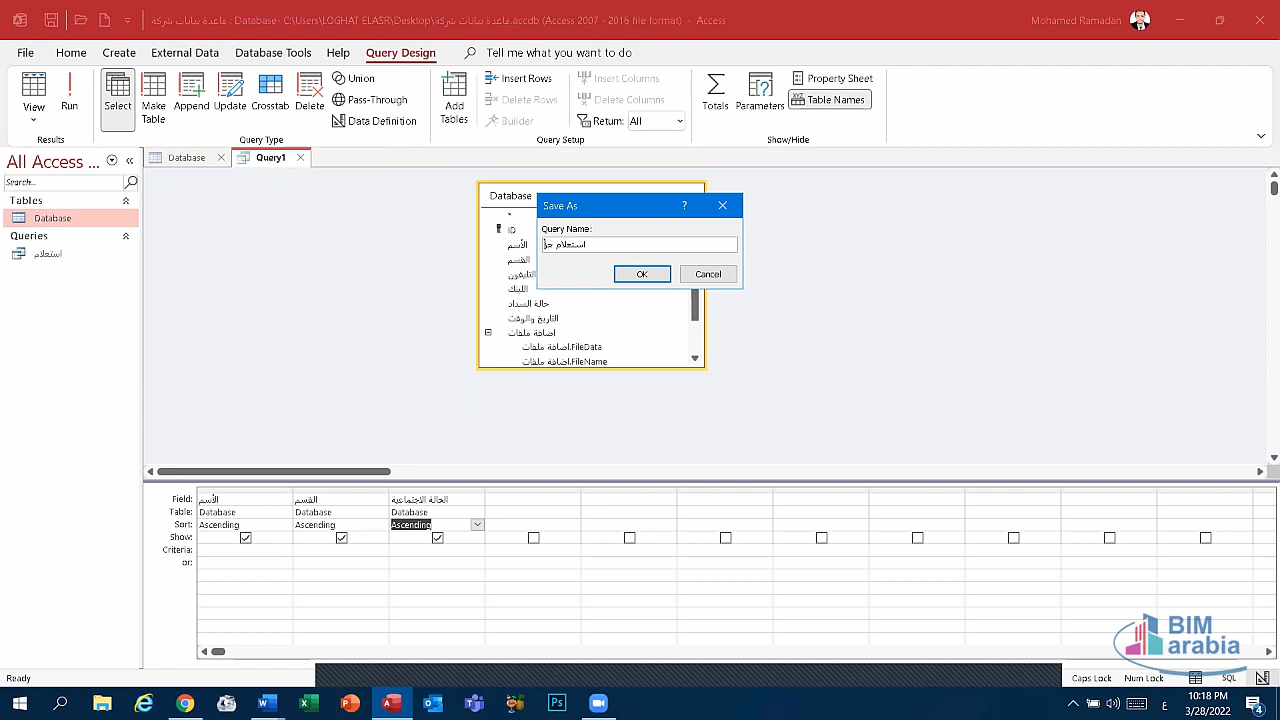 قاعدة بيانات شركة : Database- C:\Users\LOGHAT ELASR\Desktop\قاعدة بيانات شركة.accdb (Access 2007 - 2016 file format) - Access
Mohamed Ramadan
File Home Create External Data Database Tools Help Query Design Tell me what you want to do
View Run
Select Make Table Append Update Crosstab Delete
Union
Pass-Through
Data Definition
Add Tables
Insert Rows
Delete Rows
Builder
Insert Columns
Delete Columns
Return: All
Totals Parameters
Property Sheet
Table Names
Results Query Type Query Setup Show/Hide
All Access ...
Search...
Tables
Database
Queries
استعلام
Database Query1
Database
*
ID
الأسم
القسم
التليفون
اللينك
حالة السداد
التاريخ والوقت
اضافة ملفات
اضافة ملفات.FileData
اضافة ملفات.FileName
Save As ?
Query Name:
OK Cancel
Field: الأسم القسم الحالة الاجتماعية
Table: Database Database Database
Sort: Ascending Ascending Ascending
Show:
Criteria:
or:
BIM
arabia
Ready
Caps Lock Num Lock SQL
10:18 PM
3/28/2022